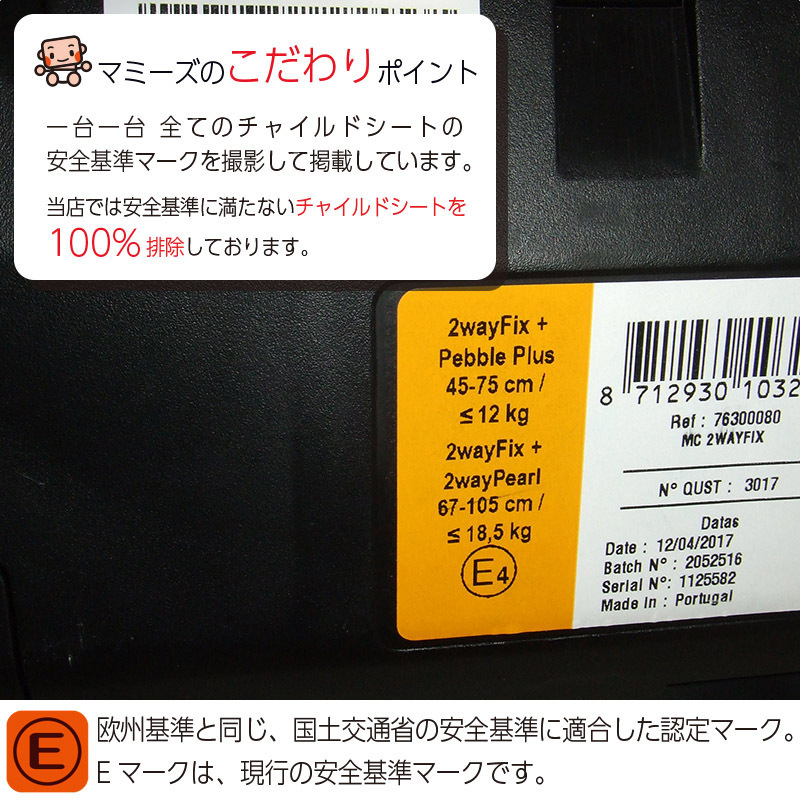 マミーズのこだわりポイント
一台一台 全てのチャイルドシートの
安全基準マークを撮影して掲載しています。
当店では安全基準に満たないチャイルドシートを
100% 排除しております。
2wayFix +
Pebble Plus
45-75 cm /
≤ 12 kg
2wayFix +
2wayPearl
67-105 cm /
≤ 18,5 kg
E4
8 712930 1032
Ref : 76300080
MC 2WAYFIX
N° QUST : 3017
Datas
Date : 12/04/2017
Batch N° : 2052516
Serial N°: 1125582
Made in : Portugal
E
欧州基準と同じ、国土交通省の安全基準に適合した認定マーク。
E マークは、現行の安全基準マークです。